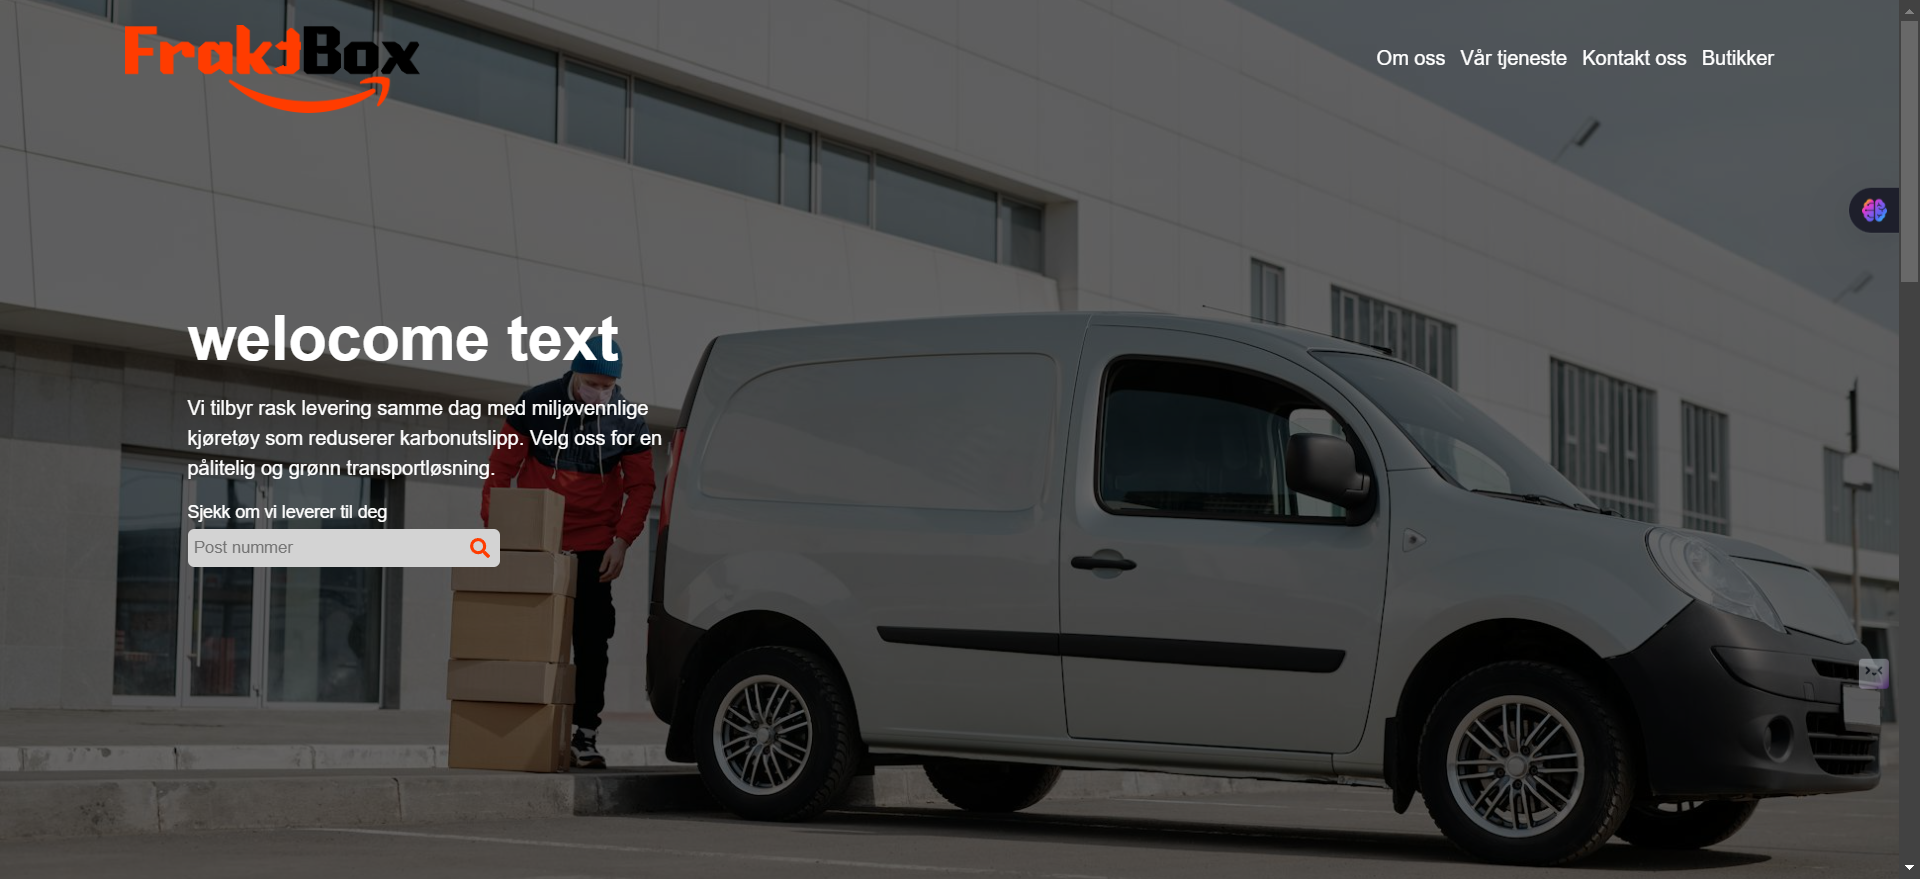 FraktBox
Om oss Vår tjeneste Kontakt oss Butikker
welocome text
Vi tilbyr rask levering samme dag med miljøvennlige
kjøretøy som reduserer karbonutslipp. Velg oss for en
pålitelig og grønn transportløsning.
Sjekk om vi leverer til deg
Post nummer